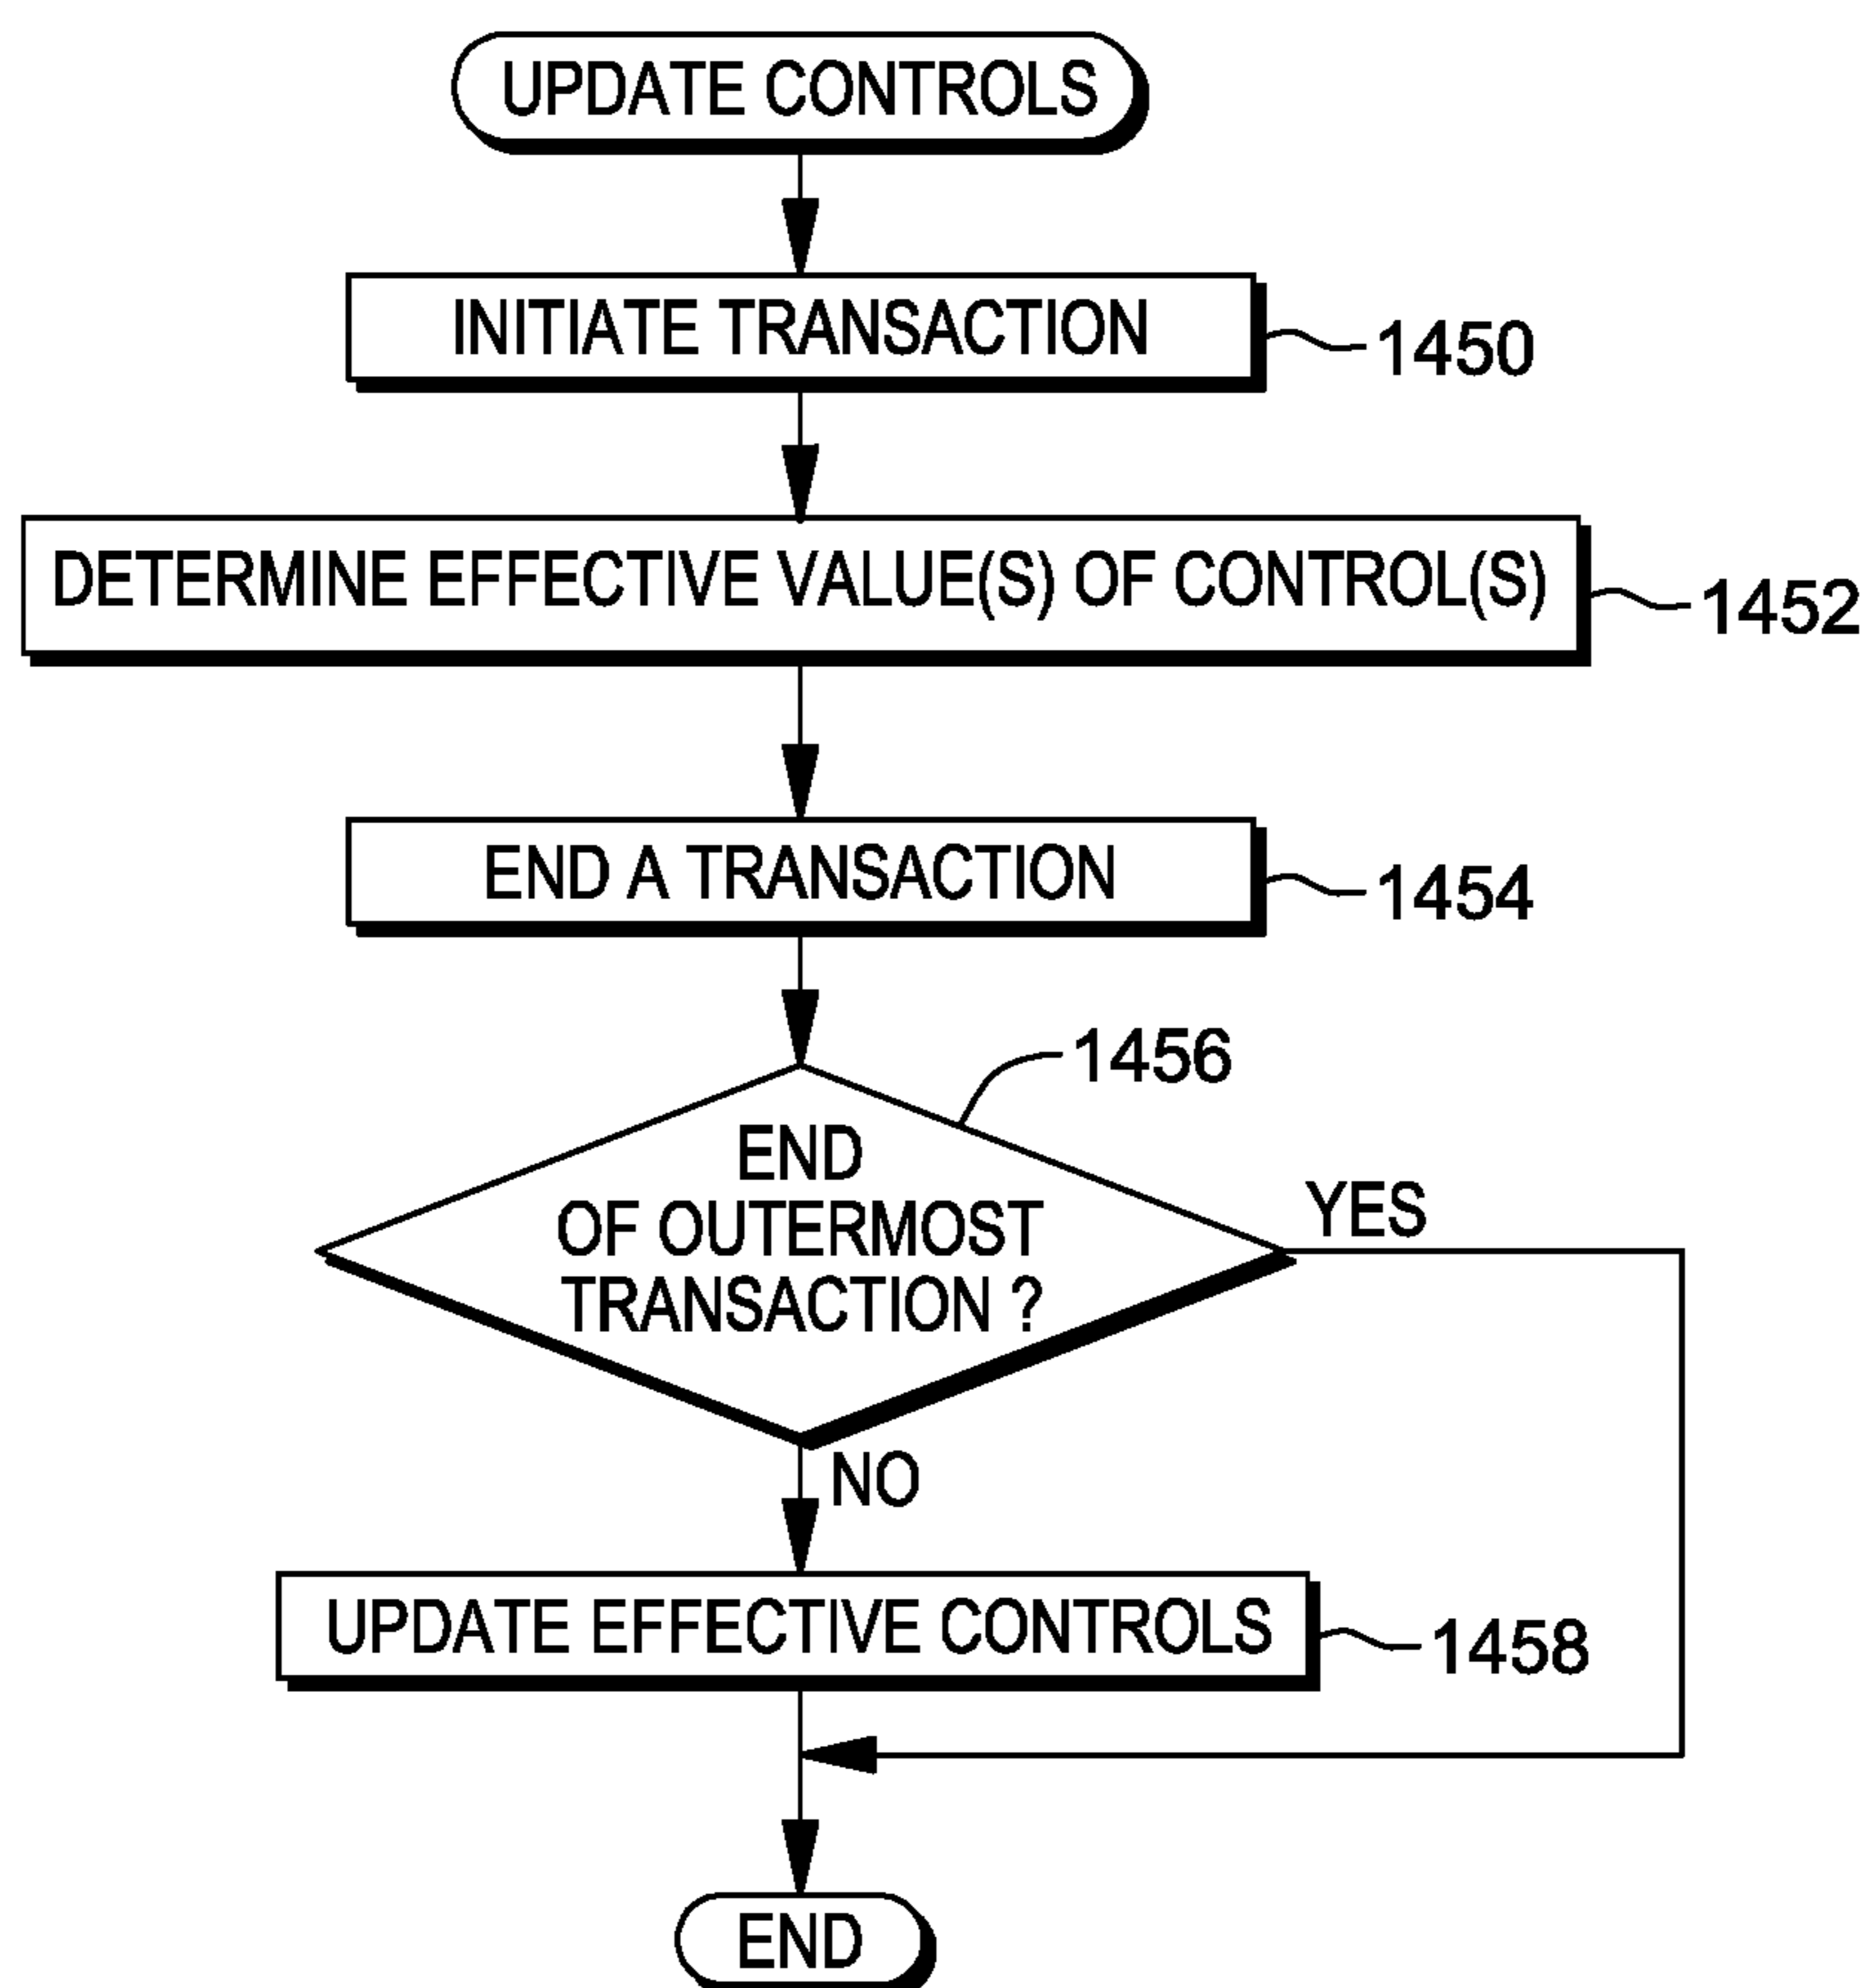 UPDATE CONTROLS
INITIATE TRANSACTION
1450
DETERMINE EFFECTIVE VALUE(S) OF CONTROL(S)
1452
END A TRANSACTION
1454
1456
END
OF OUTERMOST
TRANSACTION ?
YES
NO
UPDATE EFFECTIVE CONTROLS
1458
END